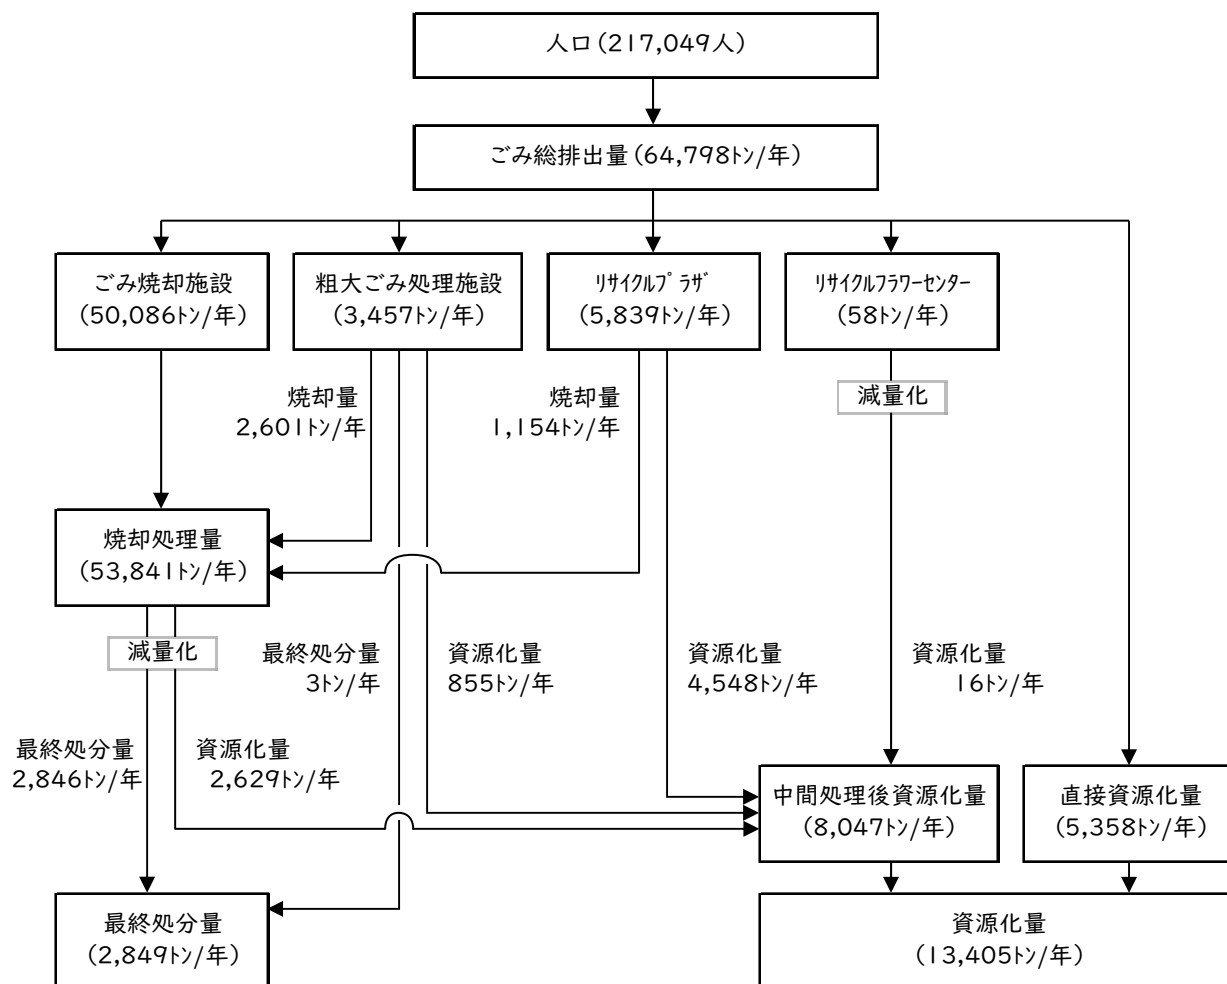 人口(217,049人)
ごみ総排出量(64,798ﾄﾝ/年)
ごみ焼却施設
(50,086ﾄﾝ/年)
粗大ごみ処理施設
(3,457ﾄﾝ/年)
ﾘｻｲｸﾙﾌﾟﾗｻﾞ
(5,839ﾄﾝ/年)
ﾘｻｲｸﾙﾌﾗﾜｰｾﾝﾀｰ
(58ﾄﾝ/年)
焼却量
2,601ﾄﾝ/年
焼却量
1,154ﾄﾝ/年
減量化
焼却処理量
(53,841ﾄﾝ/年)
減量化
最終処分量
3ﾄﾝ/年
資源化量
855ﾄﾝ/年
資源化量
4,548ﾄﾝ/年
資源化量
16ﾄﾝ/年
最終処分量
2,846ﾄﾝ/年
資源化量
2,629ﾄﾝ/年
中間処理後資源化量
(8,047ﾄﾝ/年)
直接資源化量
(5,358ﾄﾝ/年)
最終処分量
(2,849ﾄﾝ/年)
資源化量
(13,405ﾄﾝ/年)